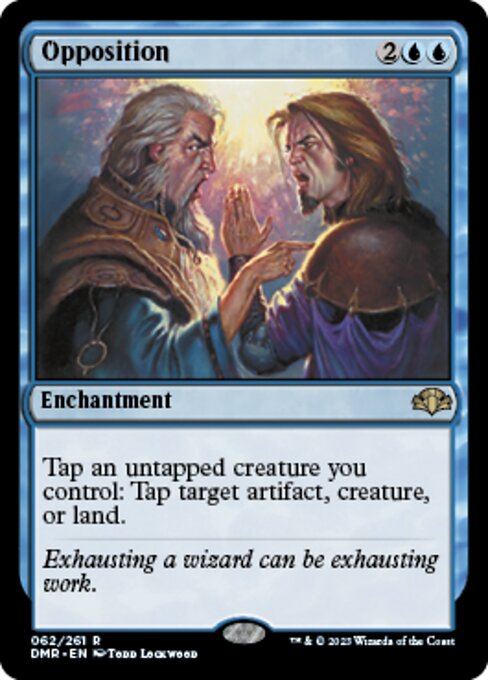 Opposition 2
Enchantment
Tap an untapped creature you
control: Tap target artifact, creature,
or land.
Exhausting a wizard can be exhausting
work.
062/261 R
DMR • EN Todd Lockwood
™ & © 2023 Wizards of the Coast